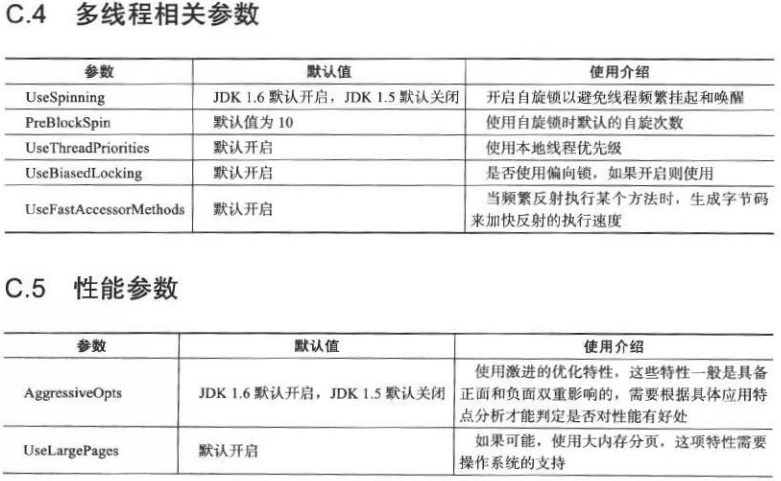 C.4 多线程相关参数
参数 默认值 使用介绍
UseSpinning JDK 1.6 默认开启，JDK 1.5 默认关闭 开启自旋锁以避免线程频繁挂起和唤醒
PreBlockSpin 默认值为 10 使用自旋锁时默认的自旋次数
UseThreadPriorities 默认开启 使用本地线程优先级
UseBiasedLocking 默认开启 是否使用偏向锁，如果开启则使用
UseFastAccessorMethods 默认开启 当频繁反射执行某个方法时，生成字节码
来加快反射的执行速度
C.5 性能参数
参数 默认值 使用介绍
AggressiveOpts JDK 1.6 默认开启，JDK 1.5 默认关闭 使用激进的优化特性，这些特性一般是具备
正面和负面双重影响的，需要根据具体应用特
点分析才能判定是否对性能有好处
UseLargePages 默认开启 如果可能，使用大内存分页，这项特性需要
操作系统的支持